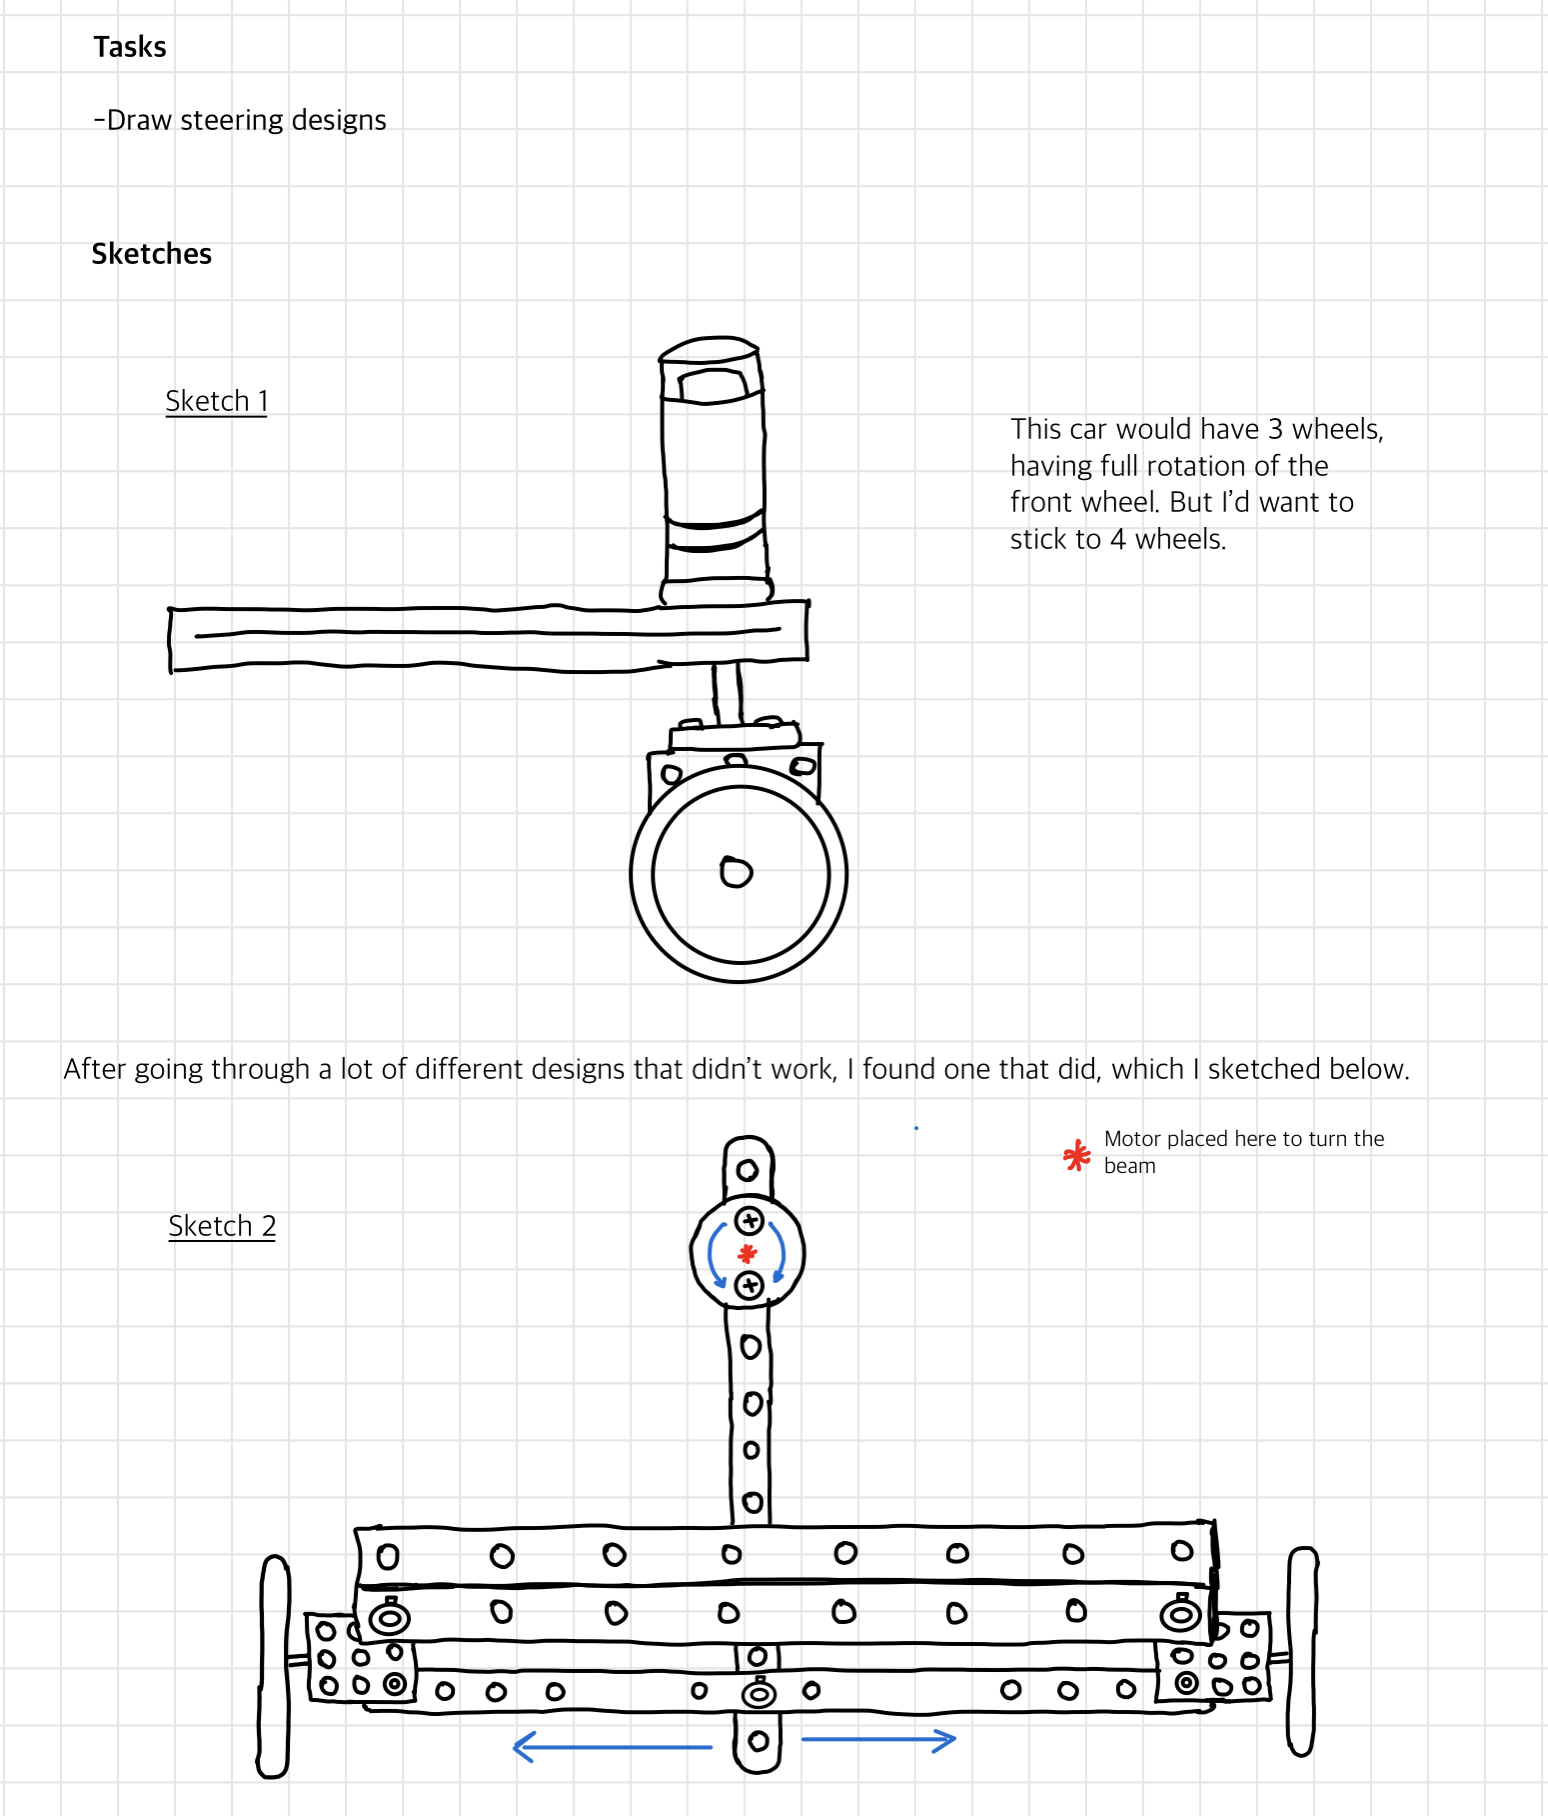 Tasks
-Draw steering designs
Sketches
Sketch 1
This car would have 3 wheels,
having full rotation of the
front wheel. But I'd want to
stick to 4 wheels.
After going through a lot of different designs that didn't work, I found one that did, which I sketched below.
Motor placed here to turn the
beam
Sketch 2